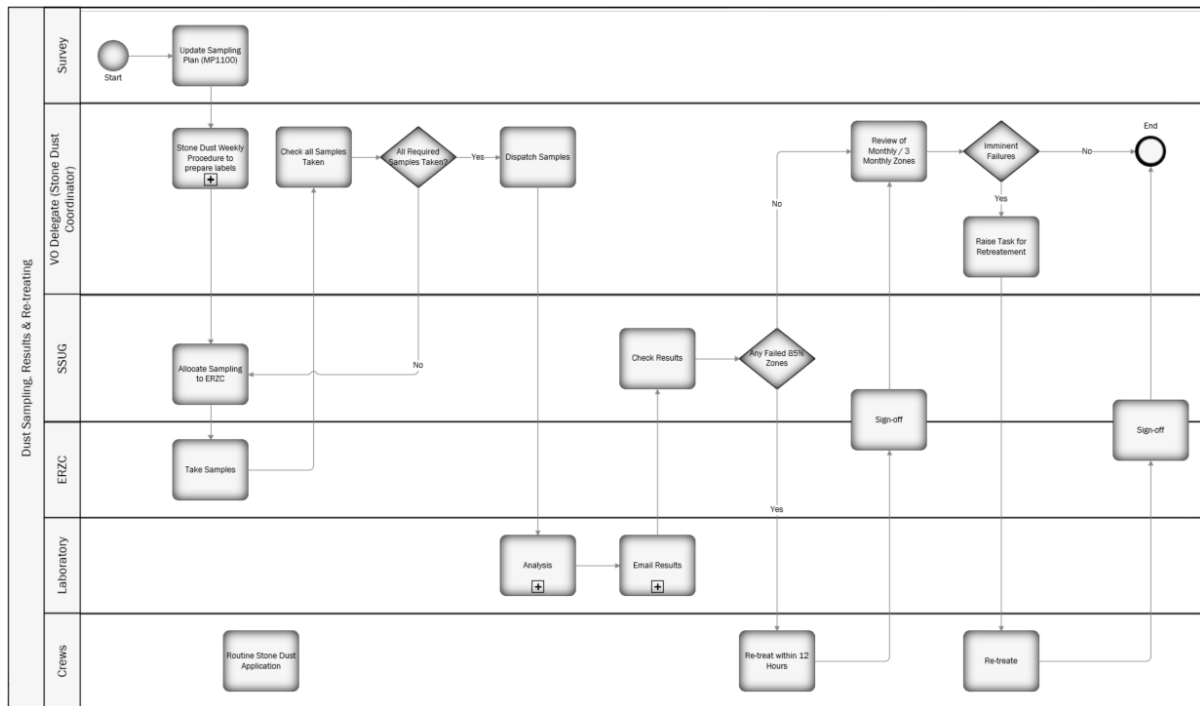 Dust Sampling, Results & Re-treating
Survey
Start
Update Sampling
Plan (MP1100)
VO Delegate (Stone Dust
Coordinator)
Stone Dust Weekly
Procedure to
prepare labels
Check all Samples
Taken
All Required
Samples Taken?
Yes
Dispatch Samples
No
Review of
Monthly / 3
Monthly Zones
Imminent
Failures
No
End
Yes
Raise Task for
Retreatement
No
SSUG
Allocate Sampling
to ERZC
Check Results
Any Failed 85%
Zones
Sign-off
Sign-off
ERZC
Take Samples
Yes
Laboratory
Analysis
Email Results
Crews
Routine Stone Dust
Application
Re-treat within 12
Hours
Re-treate